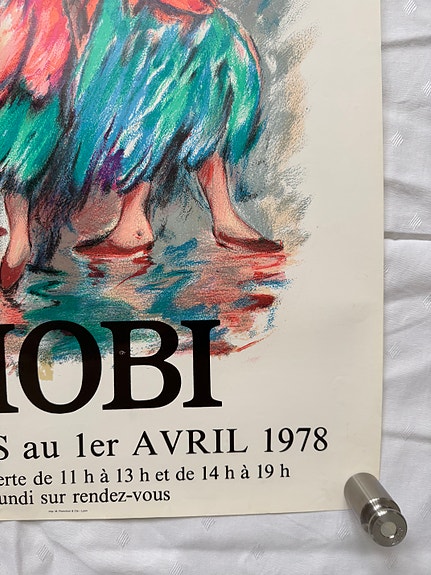 HOBI
S au 1er AVRIL 1978
erte de 11 h à 13 h et de 14 h à 19 h
undi sur rendez-vous